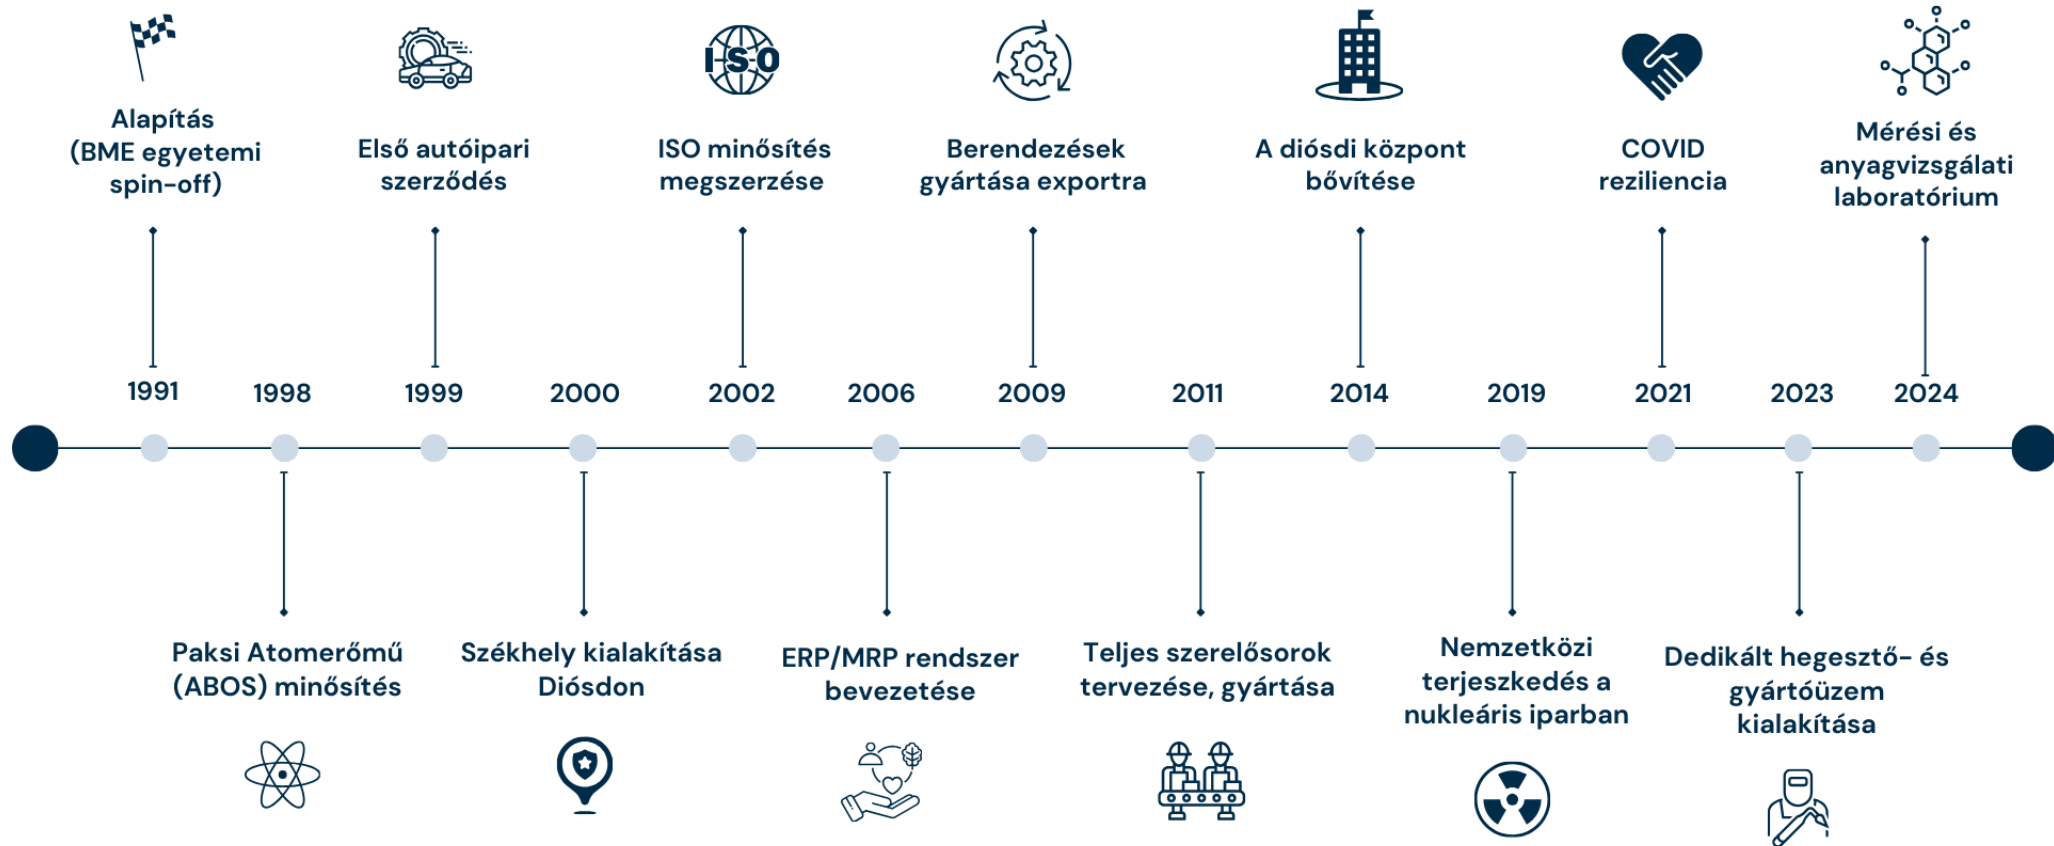 ISO
Alapítás
(BME egyetemi
spin-off)
Első autóipari
szerződés
ISO minősítés
megszerzése
Berendezések
gyártása exportra
A diósdi központ
bővítése
COVID
reziliencia
Mérési és
anyagvizsgálati
laboratórium
1991 1998 1999 2000 2002 2006 2009 2011 2014 2019 2021 2023 2024
Paksi Atomerőmű
(ABOS) minősítés
Székhely kialakítása
Diósdon
ERP/MRP rendszer
bevezetése
Teljes szerelősorok
tervezése, gyártása
Nemzetközi
terjeszkedés a
nukleáris iparban
Dedikált hegesztő- és
gyártóüzem
kialakítása